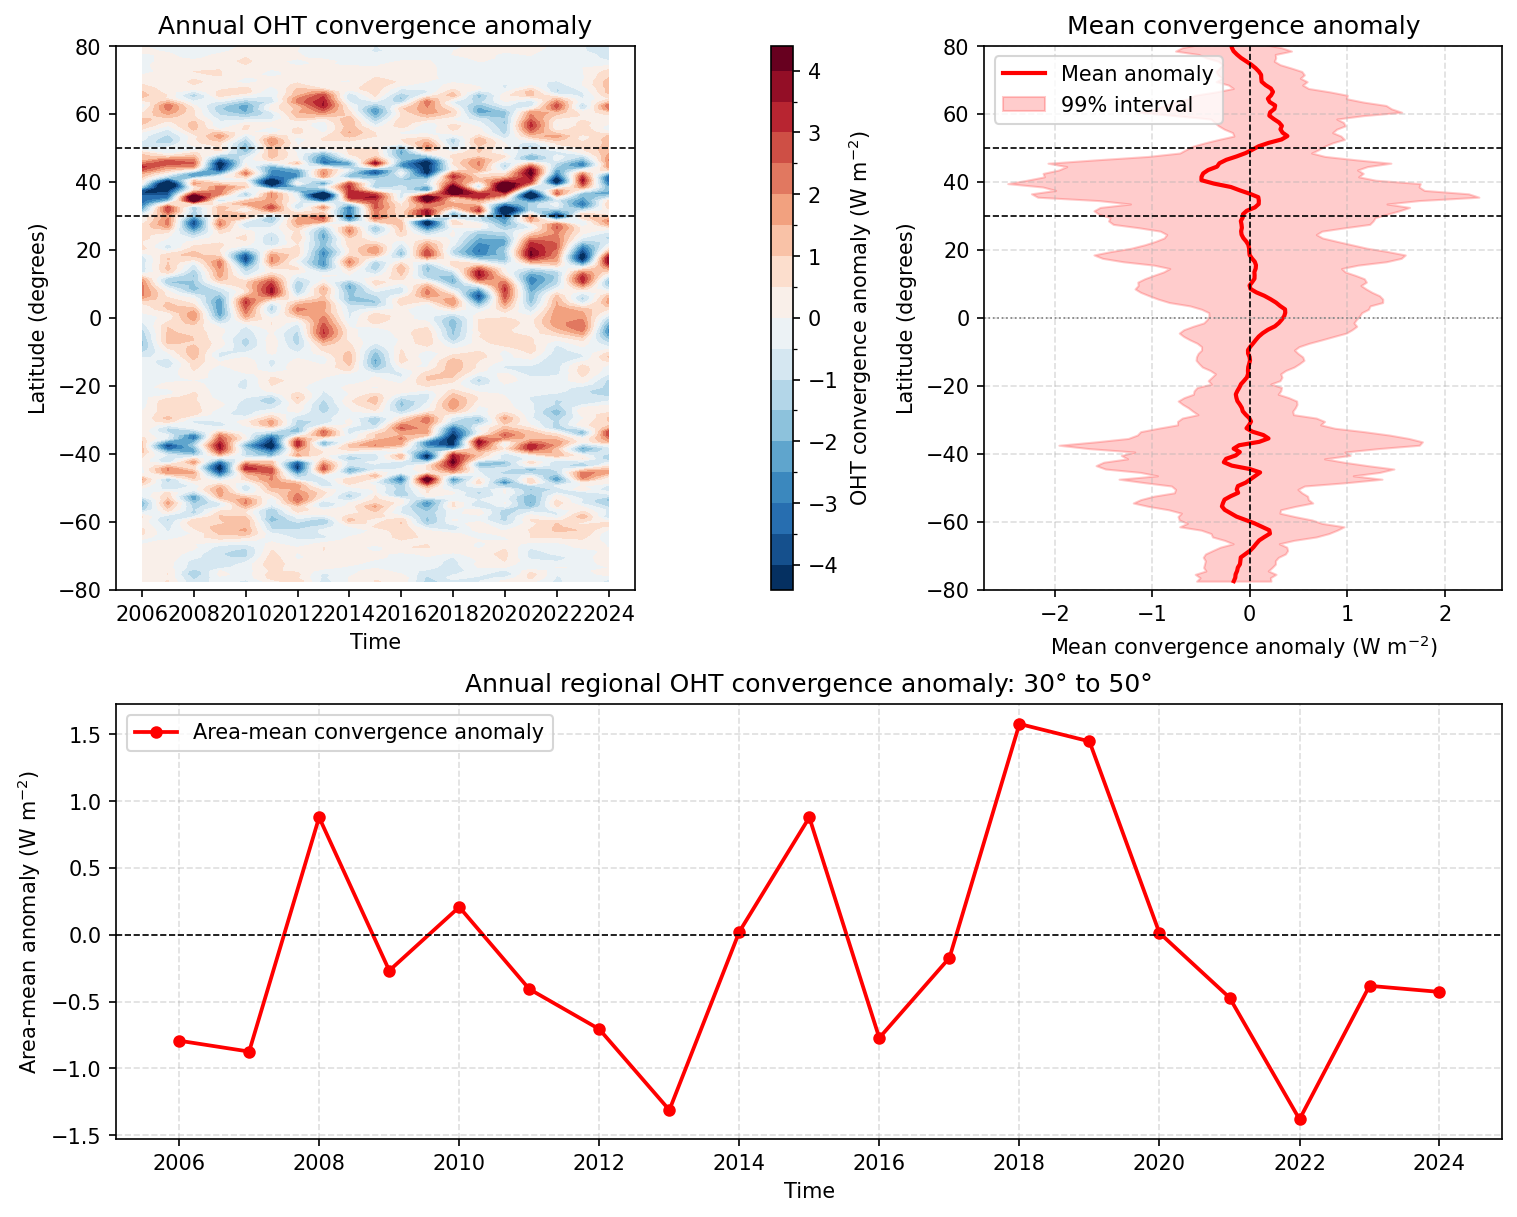 Annual OHT convergence anomaly
80
60
40
20
0
−20
−40
−60
−80
Latitude (degrees)
2006 2008 2010 2012 2014 2016 2018 2020 2022 2024
Time
4
3
2
1
0
−1
−2
−3
−4
OHT convergence anomaly (W m⁻²)
Mean convergence anomaly
Mean anomaly
99% interval
80
60
40
20
0
−20
−40
−60
−80
Latitude (degrees)
−2 −1 0 1 2
Mean convergence anomaly (W m⁻²)
Annual regional OHT convergence anomaly: 30° to 50°
Area-mean convergence anomaly
1.5
1.0
0.5
0.0
−0.5
−1.0
−1.5
Area-mean anomaly (W m⁻²)
2006 2008 2010 2012 2014 2016 2018 2020 2022 2024
Time